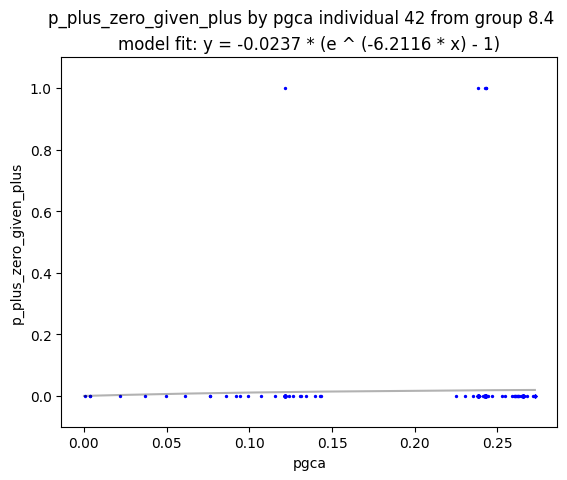 p_plus_zero_given_plus by pgca individual 42 from group 8.4
model fit: y = -0.0237 * (e ^ (-6.2116 * x) - 1)
1.0
0.8
0.6
0.4
0.2
0.0
p_plus_zero_given_plus
0.00 0.05 0.10 0.15 0.20 0.25
pgca